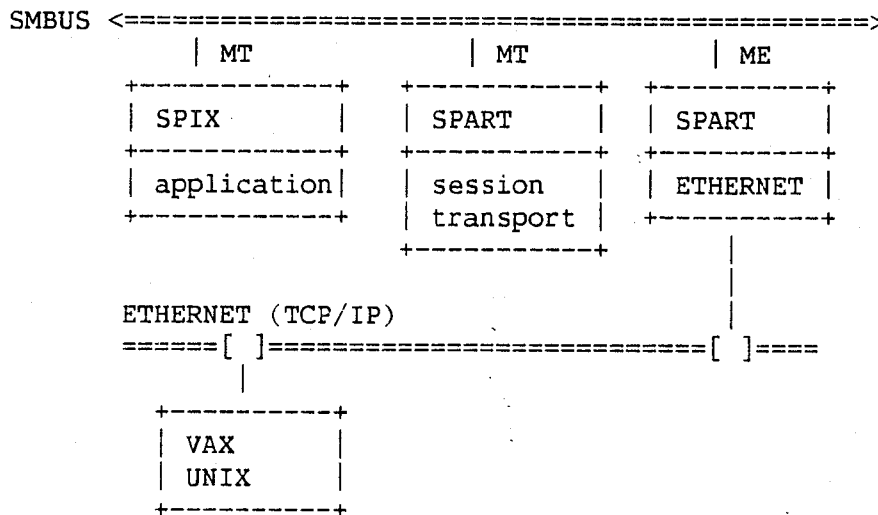 SMBUS <==============================================>
| MT | MT | ME
+------------+ +-----------+ +----------+
| SPIX | | SPART | | SPART |
+------------+ +-----------+ +----------+
| application| | session | | ETHERNET |
+------------+ | transport | +----------+
+-----------+ |
|
ETHERNET (TCP/IP) |
======[ ]===========================[ ]====
|
+----------+
| VAX |
| UNIX |
+----------+